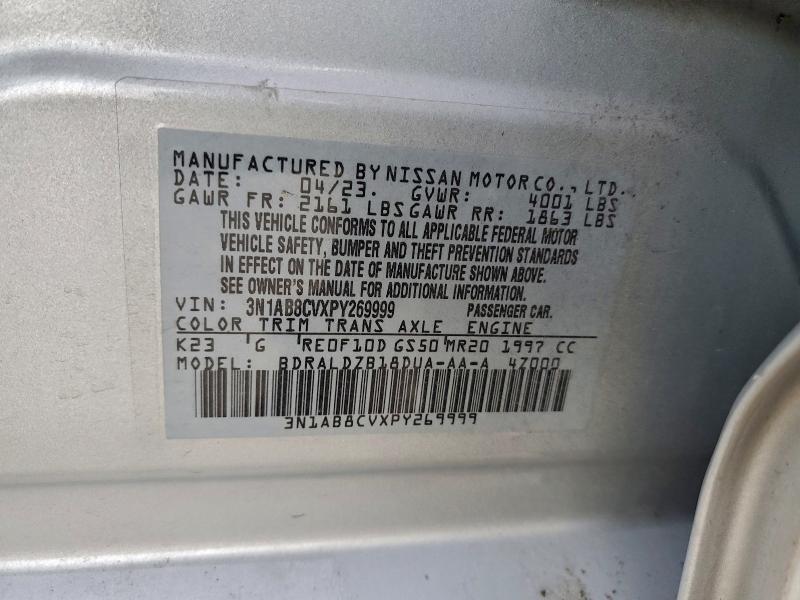 MANUFACTURED BY NISSAN MOTOR CO., LTD.
DATE: 04/23. GVWR: 4001 LBS
GAWR FR: 2161 LBS GAWR RR: 1863 LBS
THIS VEHICLE CONFORMS TO ALL APPLICABLE FEDERAL MOTOR
VEHICLE SAFETY, BUMPER AND THEFT PREVENTION STANDARDS
IN EFFECT ON THE DATE OF MANUFACTURE SHOWN ABOVE.
SEE OWNER'S MANUAL FOR ADDITIONAL INFORMATION.
VIN: 3N1AB8CVXPY269999 PASSENGER CAR.
COLOR TRIM TRANS AXLE ENGINE
K23 'G 'RE0F10D GS50'MR20 1997 CC
MODEL: BDRALDZB18DUA-AA-A 4Z000
3N1AB8CVXPY269999